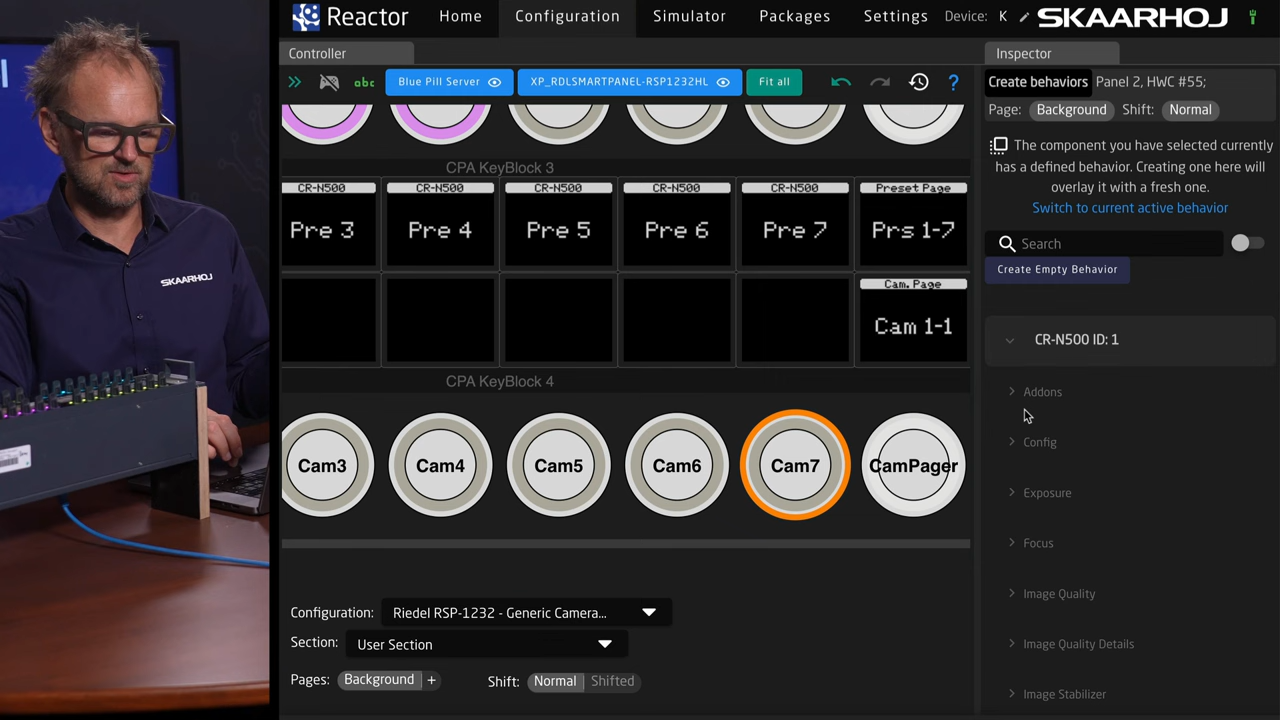 Reactor
Home
Configuration
Simulator
Packages
Settings
Device: K
SKAARHOJ
Controller
Inspector
abc
Blue Pill Server
XP_RDLSMARTPANEL-RSP1232HL
Fit all
?
Create behaviors
Panel 2, HWC #55;
Page: Background Shift: Normal
The component you have selected currently
has a defined behavior. Creating one here will
overlay it with a fresh one.
Switch to current active behavior
Search
Create Empty Behavior
CPA KeyBlock 3
CR-N500
Pre 3
CR-N500
Pre 4
CR-N500
Pre 5
CR-N500
Pre 6
CR-N500
Pre 7
Preset Page
Prs 1-7
Cam. Page
Cam 1-1
CPA KeyBlock 4
Cam3
Cam4
Cam5
Cam6
Cam7
CamPager
CR-N500 ID: 1
Addons
Config
Exposure
Focus
Image Quality
Image Quality Details
Image Stabilizer
Configuration: Riedel RSP-1232 - Generic Camera...
Section: User Section
Pages: Background +
Shift: Normal Shifted
SKAARHOJ